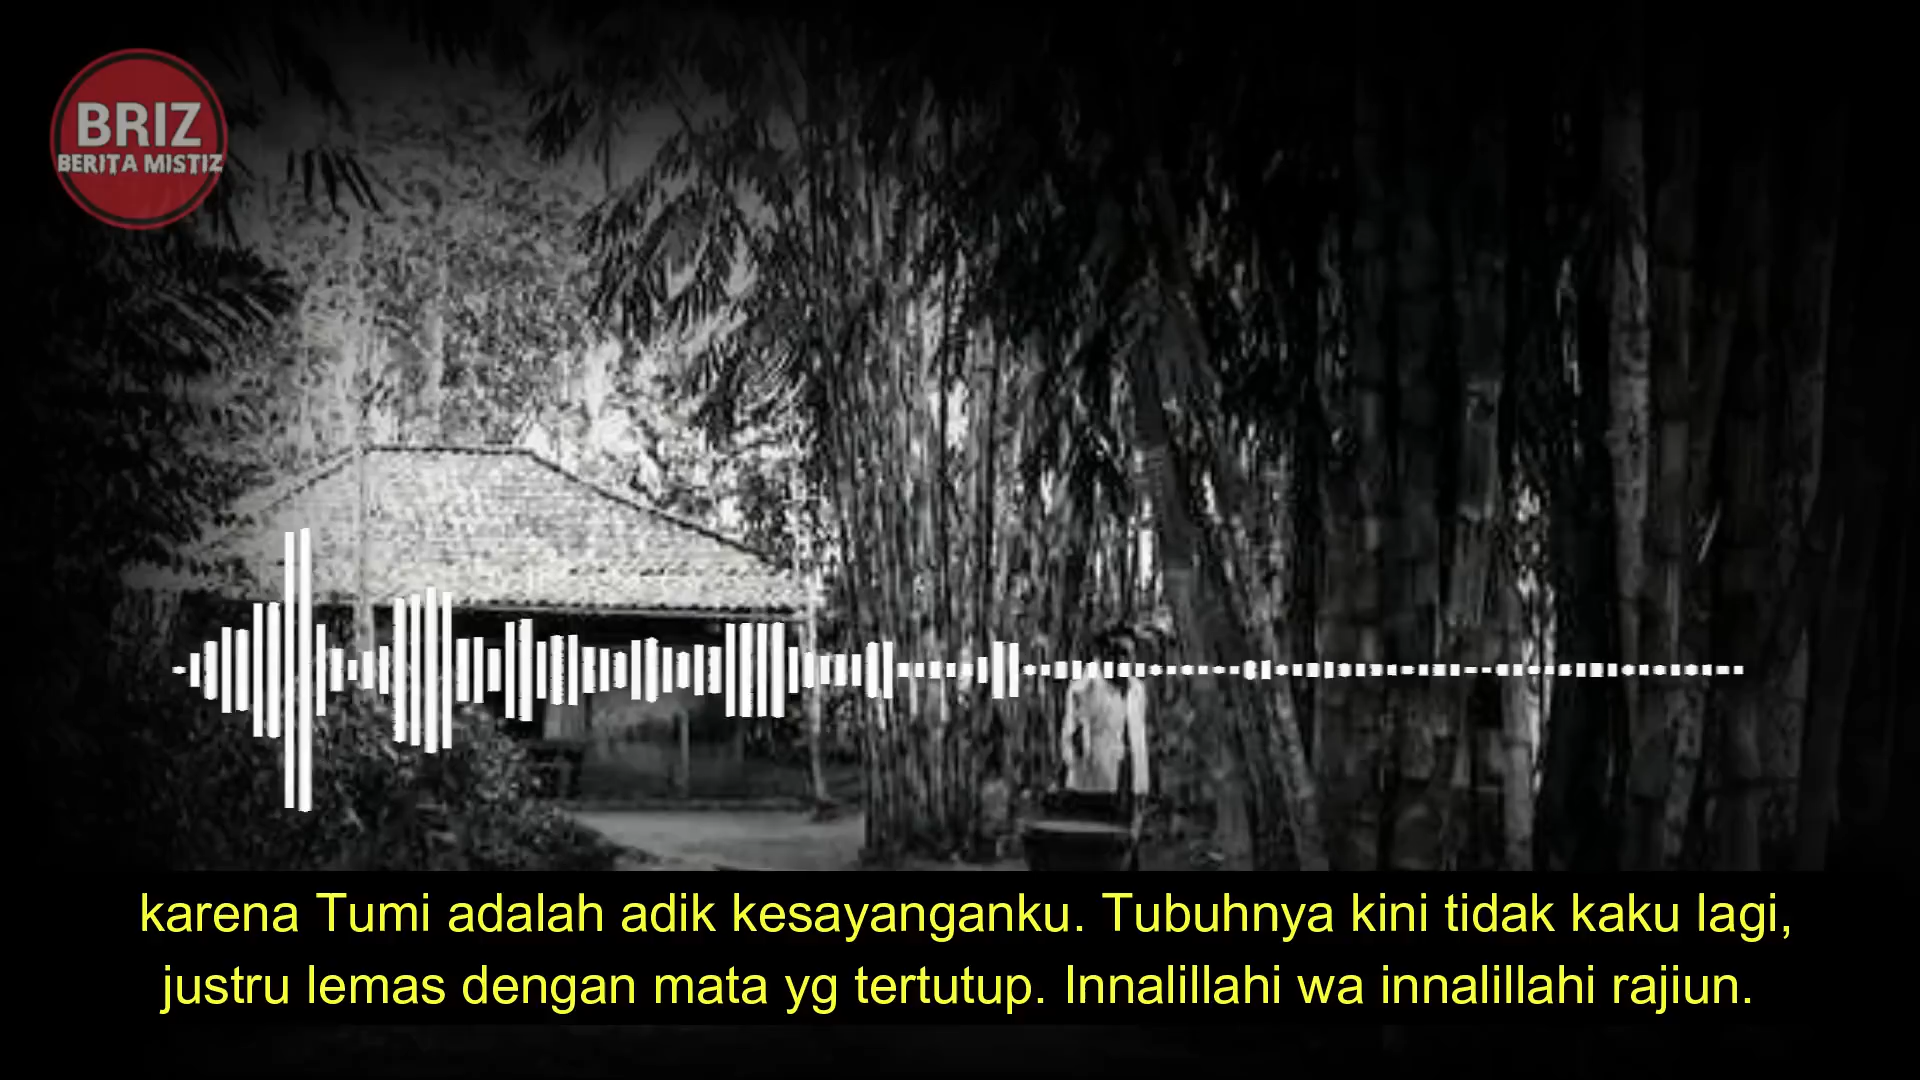 BRIZ
BERITA MISTIZ
karena Tumi adalah adik kesayanganku. Tubuhnya kini tidak kaku lagi,
justru lemas dengan mata yg tertutup. Innalillahi wa innalillahi rajiun.